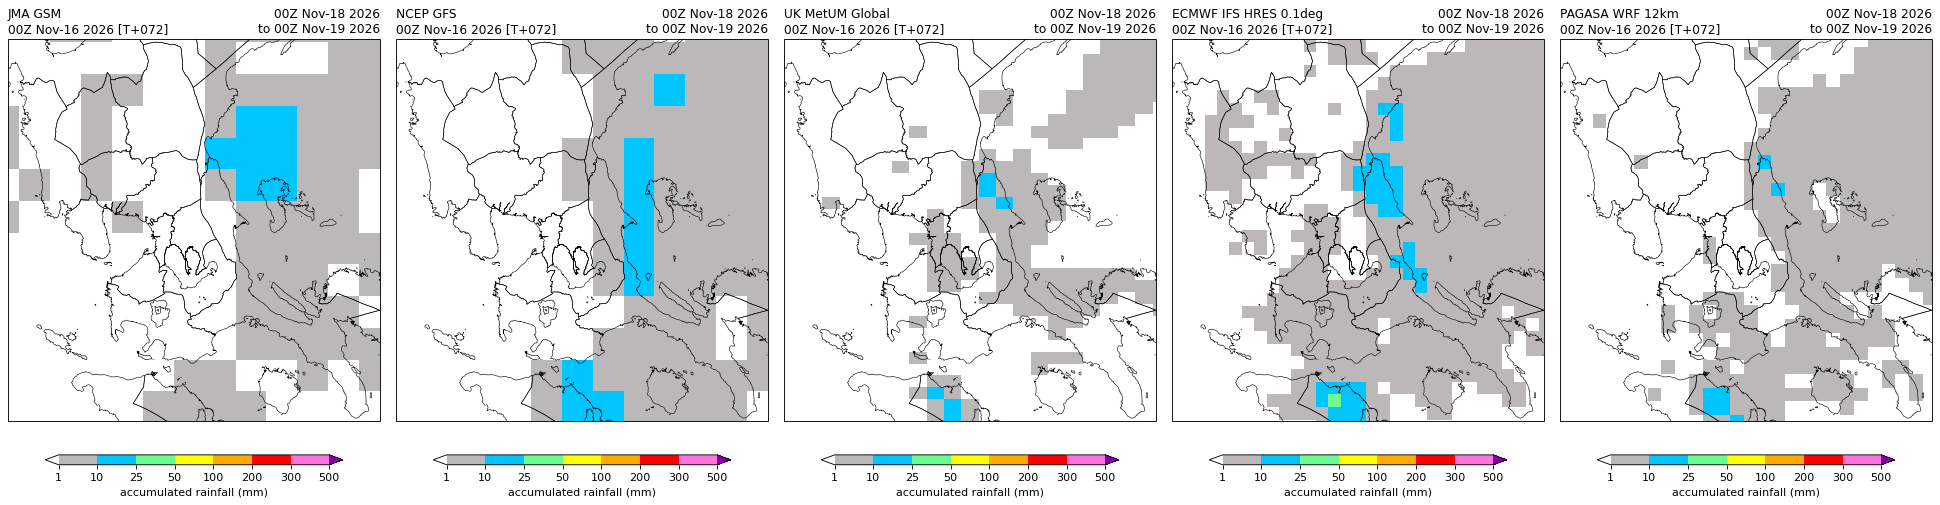 JMA GSM 00Z Nov-18 2026
00Z Nov-16 2026 [T+072] to 00Z Nov-19 2026
1 10 25 50 100 200 300 500
accumulated rainfall (mm)
NCEP GFS 00Z Nov-18 2026
00Z Nov-16 2026 [T+072] to 00Z Nov-19 2026
1 10 25 50 100 200 300 500
accumulated rainfall (mm)
UK MetUM Global 00Z Nov-18 2026
00Z Nov-16 2026 [T+072] to 00Z Nov-19 2026
1 10 25 50 100 200 300 500
accumulated rainfall (mm)
ECMWF IFS HRES 0.1deg 00Z Nov-18 2026
00Z Nov-16 2026 [T+072] to 00Z Nov-19 2026
1 10 25 50 100 200 300 500
accumulated rainfall (mm)
PAGASA WRF 12km 00Z Nov-18 2026
00Z Nov-16 2026 [T+072] to 00Z Nov-19 2026
1 10 25 50 100 200 300 500
accumulated rainfall (mm)